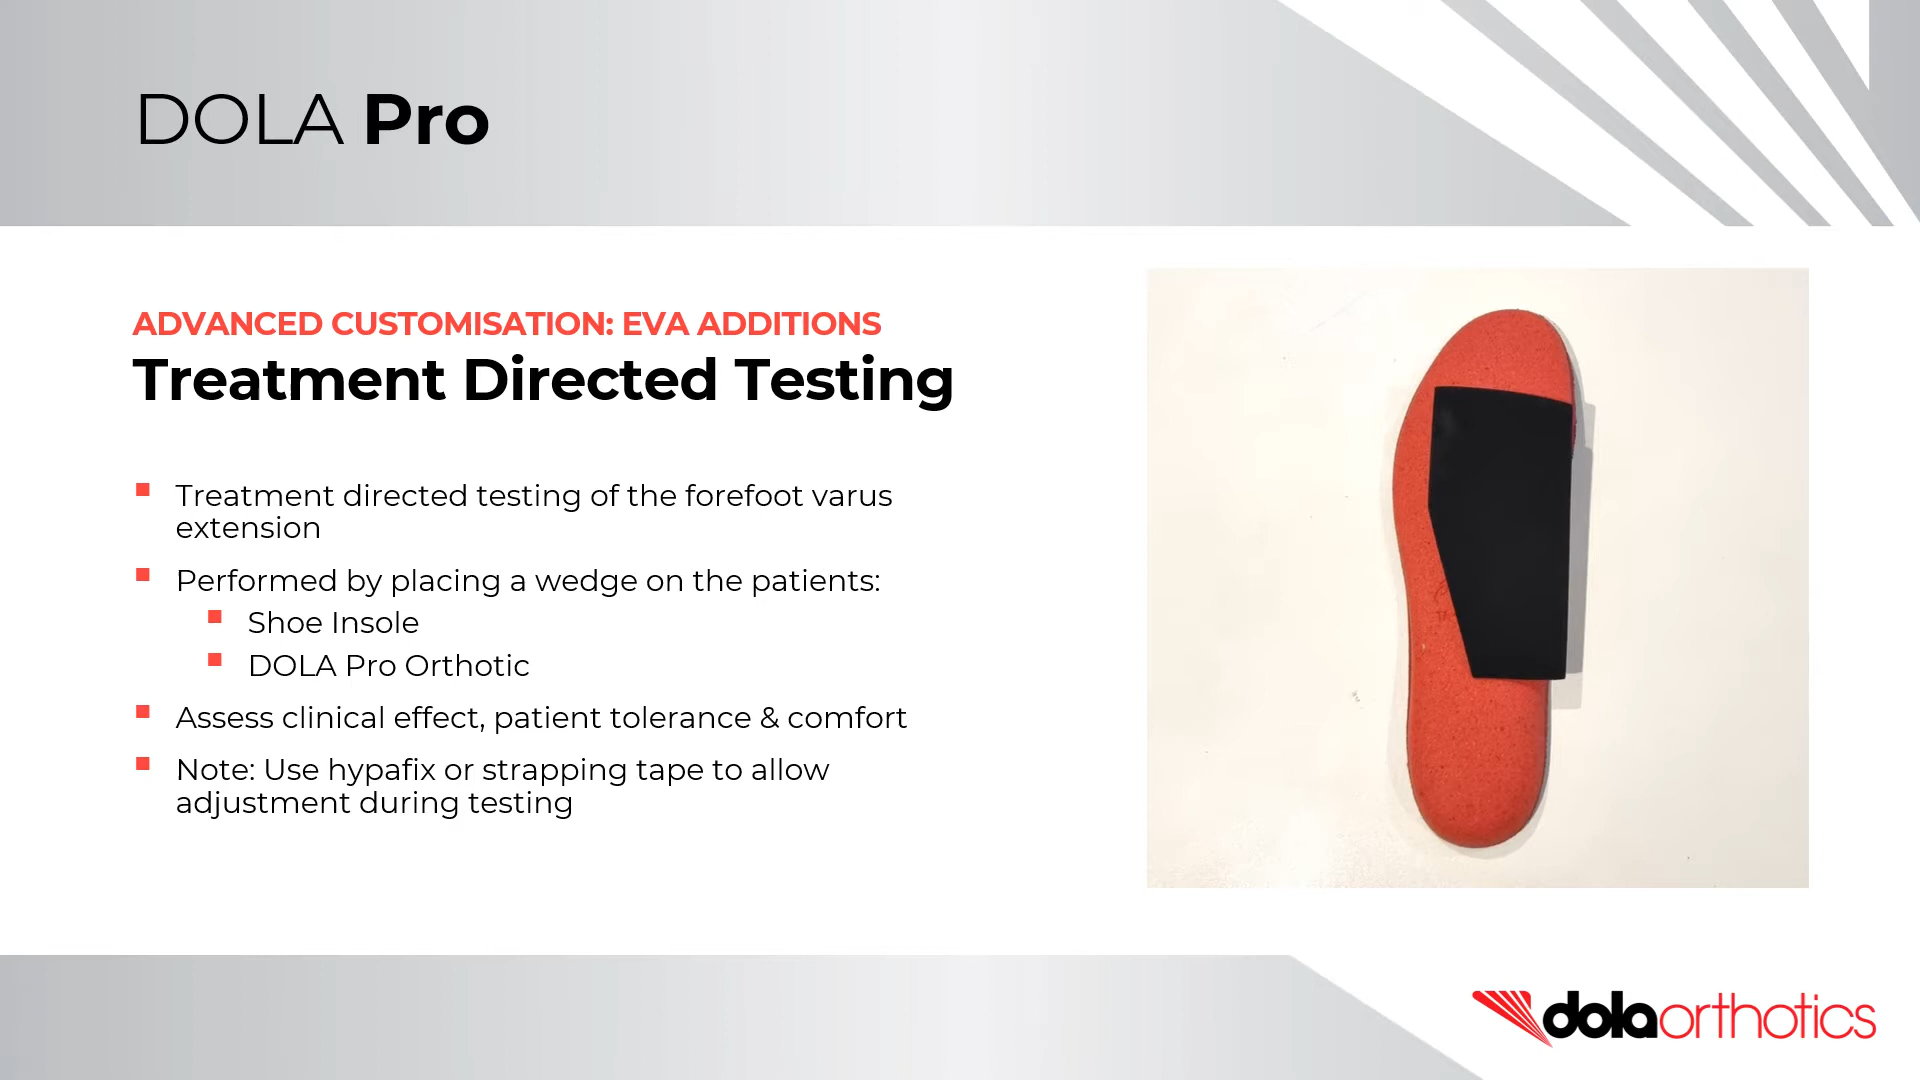 DOLA Pro
ADVANCED CUSTOMISATION: EVA ADDITIONS
Treatment Directed Testing
Treatment directed testing of the forefoot varus
extension
Performed by placing a wedge on the patients:
Shoe Insole
DOLA Pro Orthotic
Assess clinical effect, patient tolerance & comfort
Note: Use hypafix or strapping tape to allow
adjustment during testing
dolaorthotics